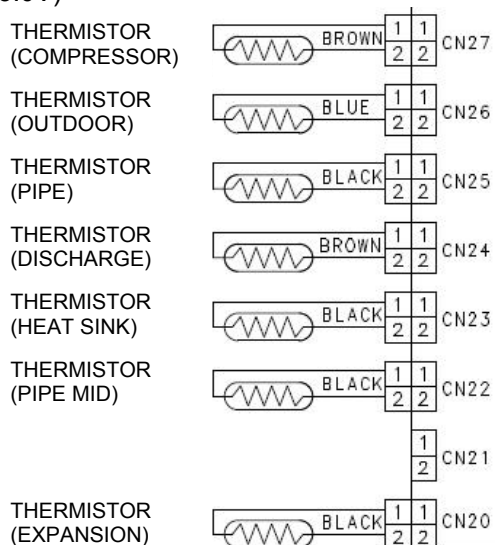 THERMISTOR
(COMPRESSOR)
BROWN
1 1
2 2
CN27
THERMISTOR
(OUTDOOR)
BLUE
1 1
2 2
CN26
THERMISTOR
(PIPE)
BLACK
1 1
2 2
CN25
THERMISTOR
(DISCHARGE)
BROWN
1 1
2 2
CN24
THERMISTOR
(HEAT SINK)
BLACK
1 1
2 2
CN23
THERMISTOR
(PIPE MID)
BLACK
1 1
2 2
CN22
1
2
CN21
THERMISTOR
(EXPANSION)
BLACK
1 1
2 2
CN20